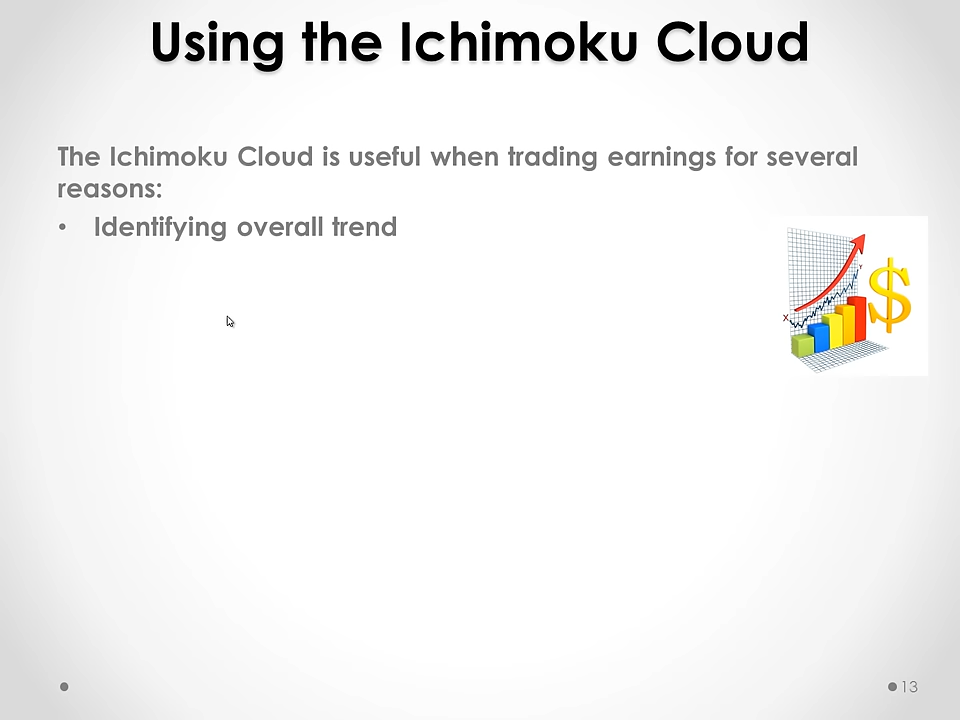 Using the Ichimoku Cloud
The Ichimoku Cloud is useful when trading earnings for several
reasons:
• Identifying overall trend
X
Y
$
13